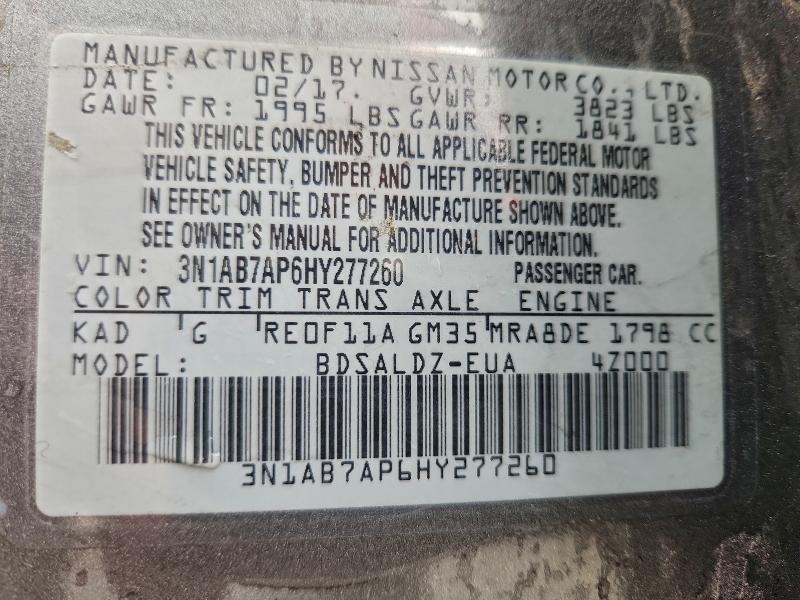 MANUFACTURED BY NISSAN MOTOR CO., LTD.
DATE: 02/17. GVWR: 3823 LBS
GAWR FR: 1995 LBS GAWR RR: 1841 LBS
THIS VEHICLE CONFORMS TO ALL APPLICABLE FEDERAL MOTOR
VEHICLE SAFETY, BUMPER AND THEFT PREVENTION STANDARDS
IN EFFECT ON THE DATE OF MANUFACTURE SHOWN ABOVE.
SEE OWNER'S MANUAL FOR ADDITIONAL INFORMATION.
VIN: 3N1AB7AP6HY277260 PASSENGER CAR.
COLOR TRIM TRANS AXLE ENGINE
KAD G RE0F11A GM35 MRA8DE 1798 CC
MODEL: BDSALDZ-EUA 4Z000
3N1AB7AP6HY277260